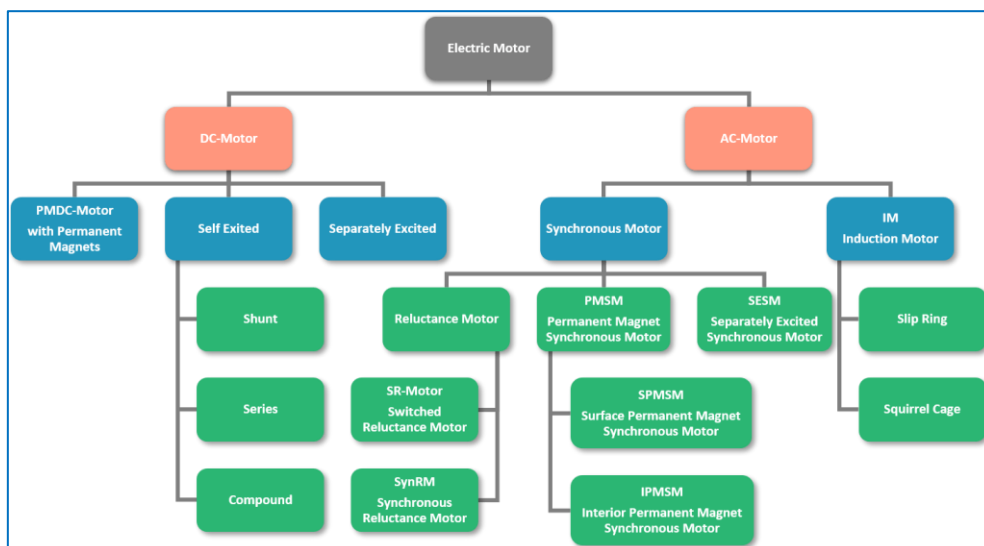 Electric Motor
DC-Motor
AC-Motor
PMDC-Motor
with Permanent
Magnets
Self Exited
Separately Excited
Synchronous Motor
IM
Induction Motor
Shunt
Reluctance Motor
PMSM
Permanent Magnet
Synchronous Motor
SESM
Separately Excited
Synchronous Motor
Slip Ring
Series
SR-Motor
Switched
Reluctance Motor
SPMSM
Surface Permanent Magnet
Synchronous Motor
Squirrel Cage
Compound
SynRM
Synchronous
Reluctance Motor
IPMSM
Interior Permanent Magnet
Synchronous Motor